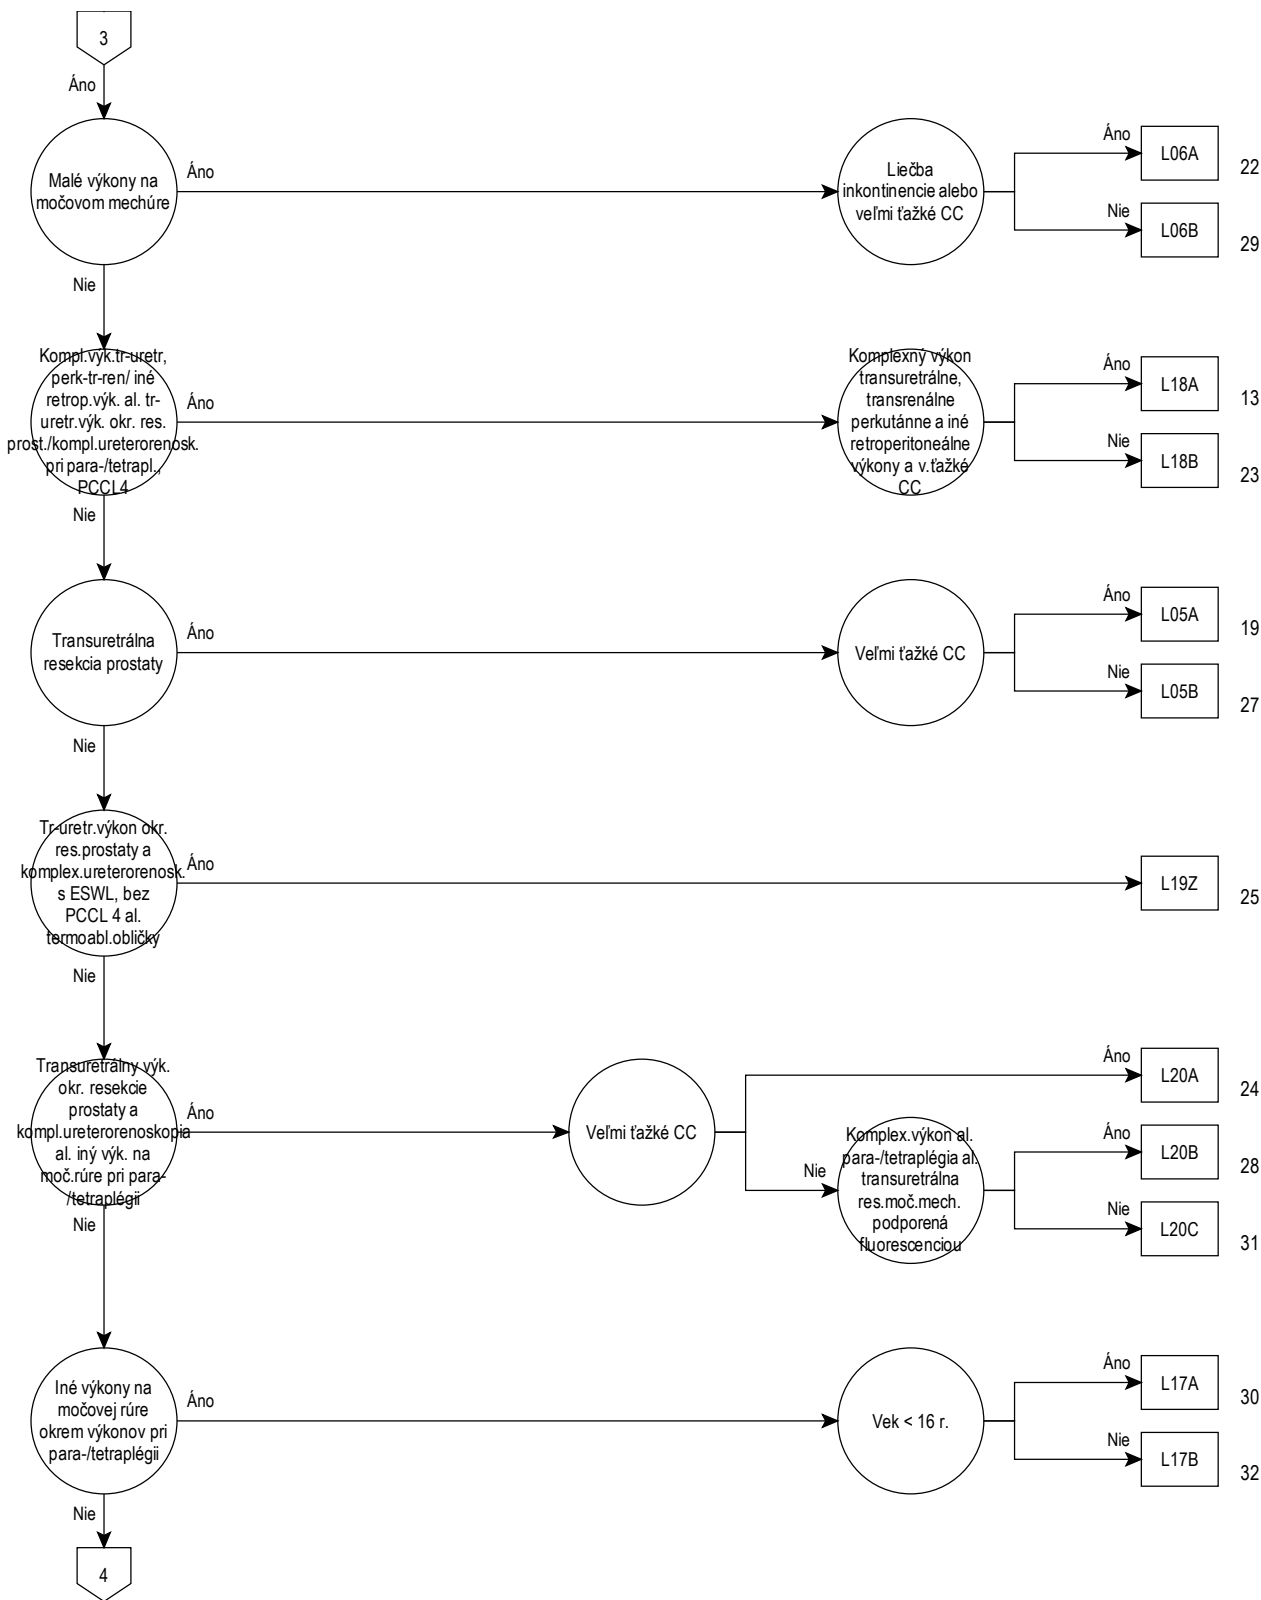 3
Áno
Malé výkony na
močovom mechúre
Áno
Liečba
inkontinencie alebo
veľmi ťažké CC
Áno
L06A
22
Nie
L06B
29
Nie
Kompl.výk.tr-uretr,
perk-tr-ren/ iné
retrop.výk. al. tr-
uretr.výk. okr. res.
prost./kompl.ureterorenosk.
pri para-/tetrapl.,
PCCL4
Áno
Komplexný výkon
transuretrálne,
transrenálne
perkutánne a iné
retroperitoneálne
výkony a v.ťažké
CC
Áno
L18A
13
Nie
L18B
23
Nie
Transuretrálna
resekcia prostaty
Áno
Veľmi ťažké CC
Áno
L05A
19
Nie
L05B
27
Nie
Tr-uretr.výkon okr.
res.prostaty a
komplex.ureterorenosk.
s ESWL, bez
PCCL 4 al.
termoabl.obličky
Áno
L19Z
25
Nie
Transuretrálny výk.
okr. resekcie
prostaty a
kompl.ureterorenoskopia
al. iný výk. na
moč.rúre pri para-
/tetraplégii
Áno
Veľmi ťažké CC
Áno
L20A
24
Nie
Komplex.výkon al.
para-/tetraplégia al.
transuretrálna
res.moč.mech.
podporená
fluorescenciou
Áno
L20B
28
Nie
L20C
31
Nie
Iné výkony na
močovej rúre
okrem výkonov pri
para-/tetraplégii
Áno
Vek < 16 r.
Áno
L17A
30
Nie
L17B
32
Nie
4